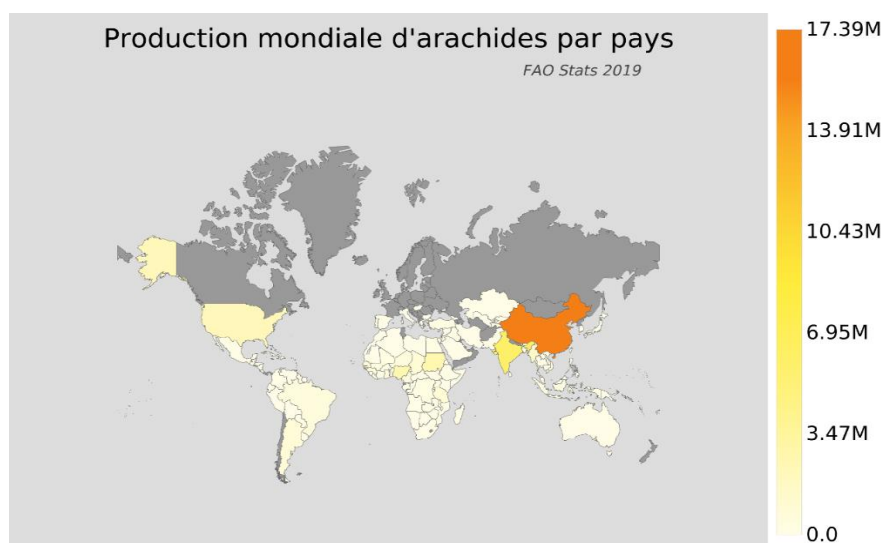 Production mondiale d'arachides par pays
FAO Stats 2019
17.39M
13.91M
10.43M
6.95M
3.47M
0.0